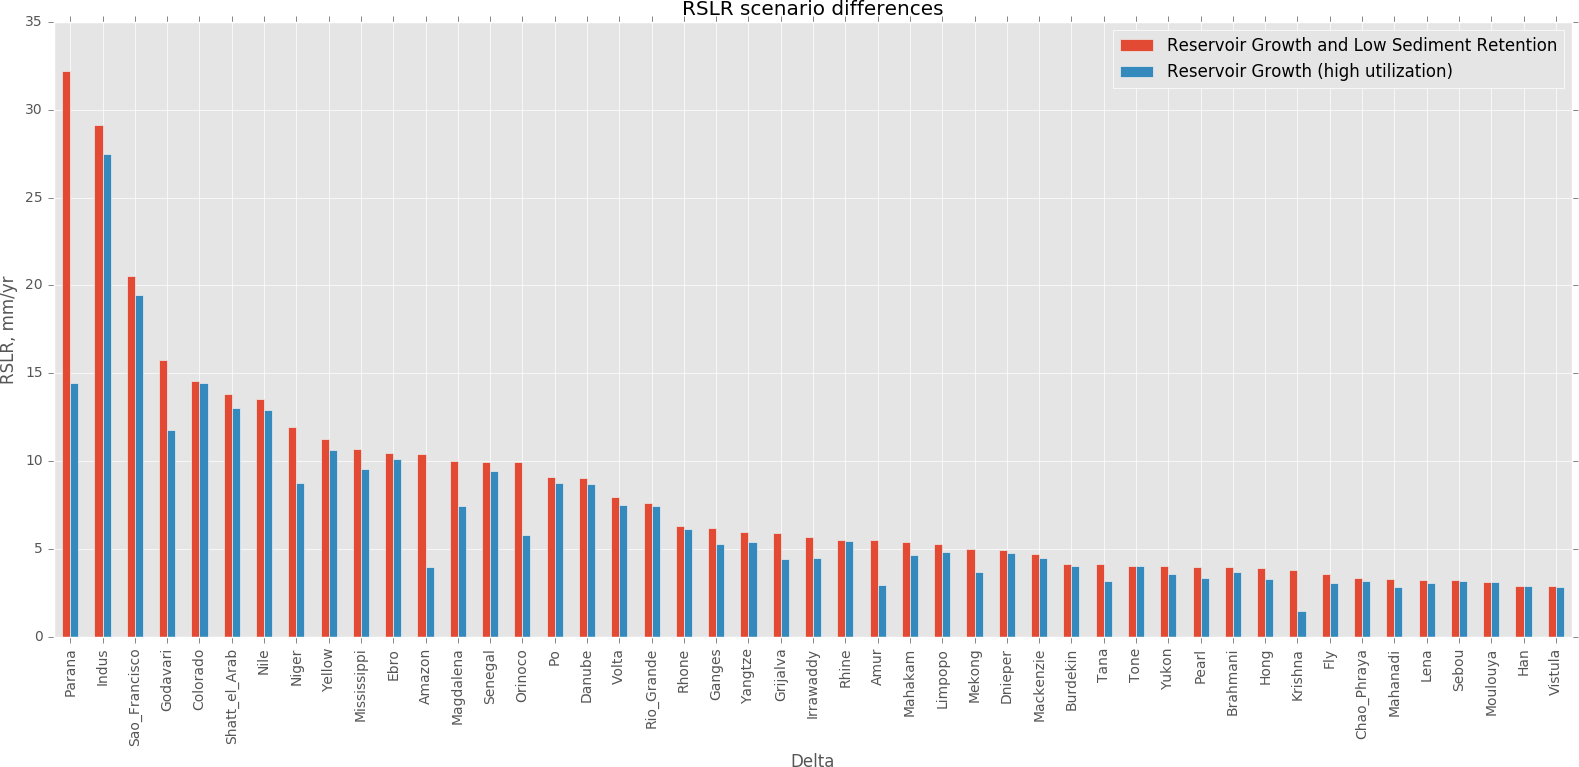 RSLR scenario differences
Reservoir Growth and Low Sediment Retention
Reservoir Growth (high utilization)
RSLR, mm/yr
35
30
25
20
15
10
5
0
Parana
Indus
Sao_Francisco
Godavari
Colorado
Shatt_el_Arab
Nile
Niger
Yellow
Mississippi
Ebro
Amazon
Magdalena
Senegal
Orinoco
Po
Danube
Volta
Rio_Grande
Rhone
Ganges
Yangtze
Grijalva
Irrawaddy
Rhine
Amur
Mahakam
Limpopo
Mekong
Dnieper
Mackenzie
Burdekin
Tana
Tone
Yukon
Pearl
Brahmani
Hong
Krishna
Fly
Chao_Phraya
Mahanadi
Lena
Sebou
Moulouya
Han
Vistula
Delta